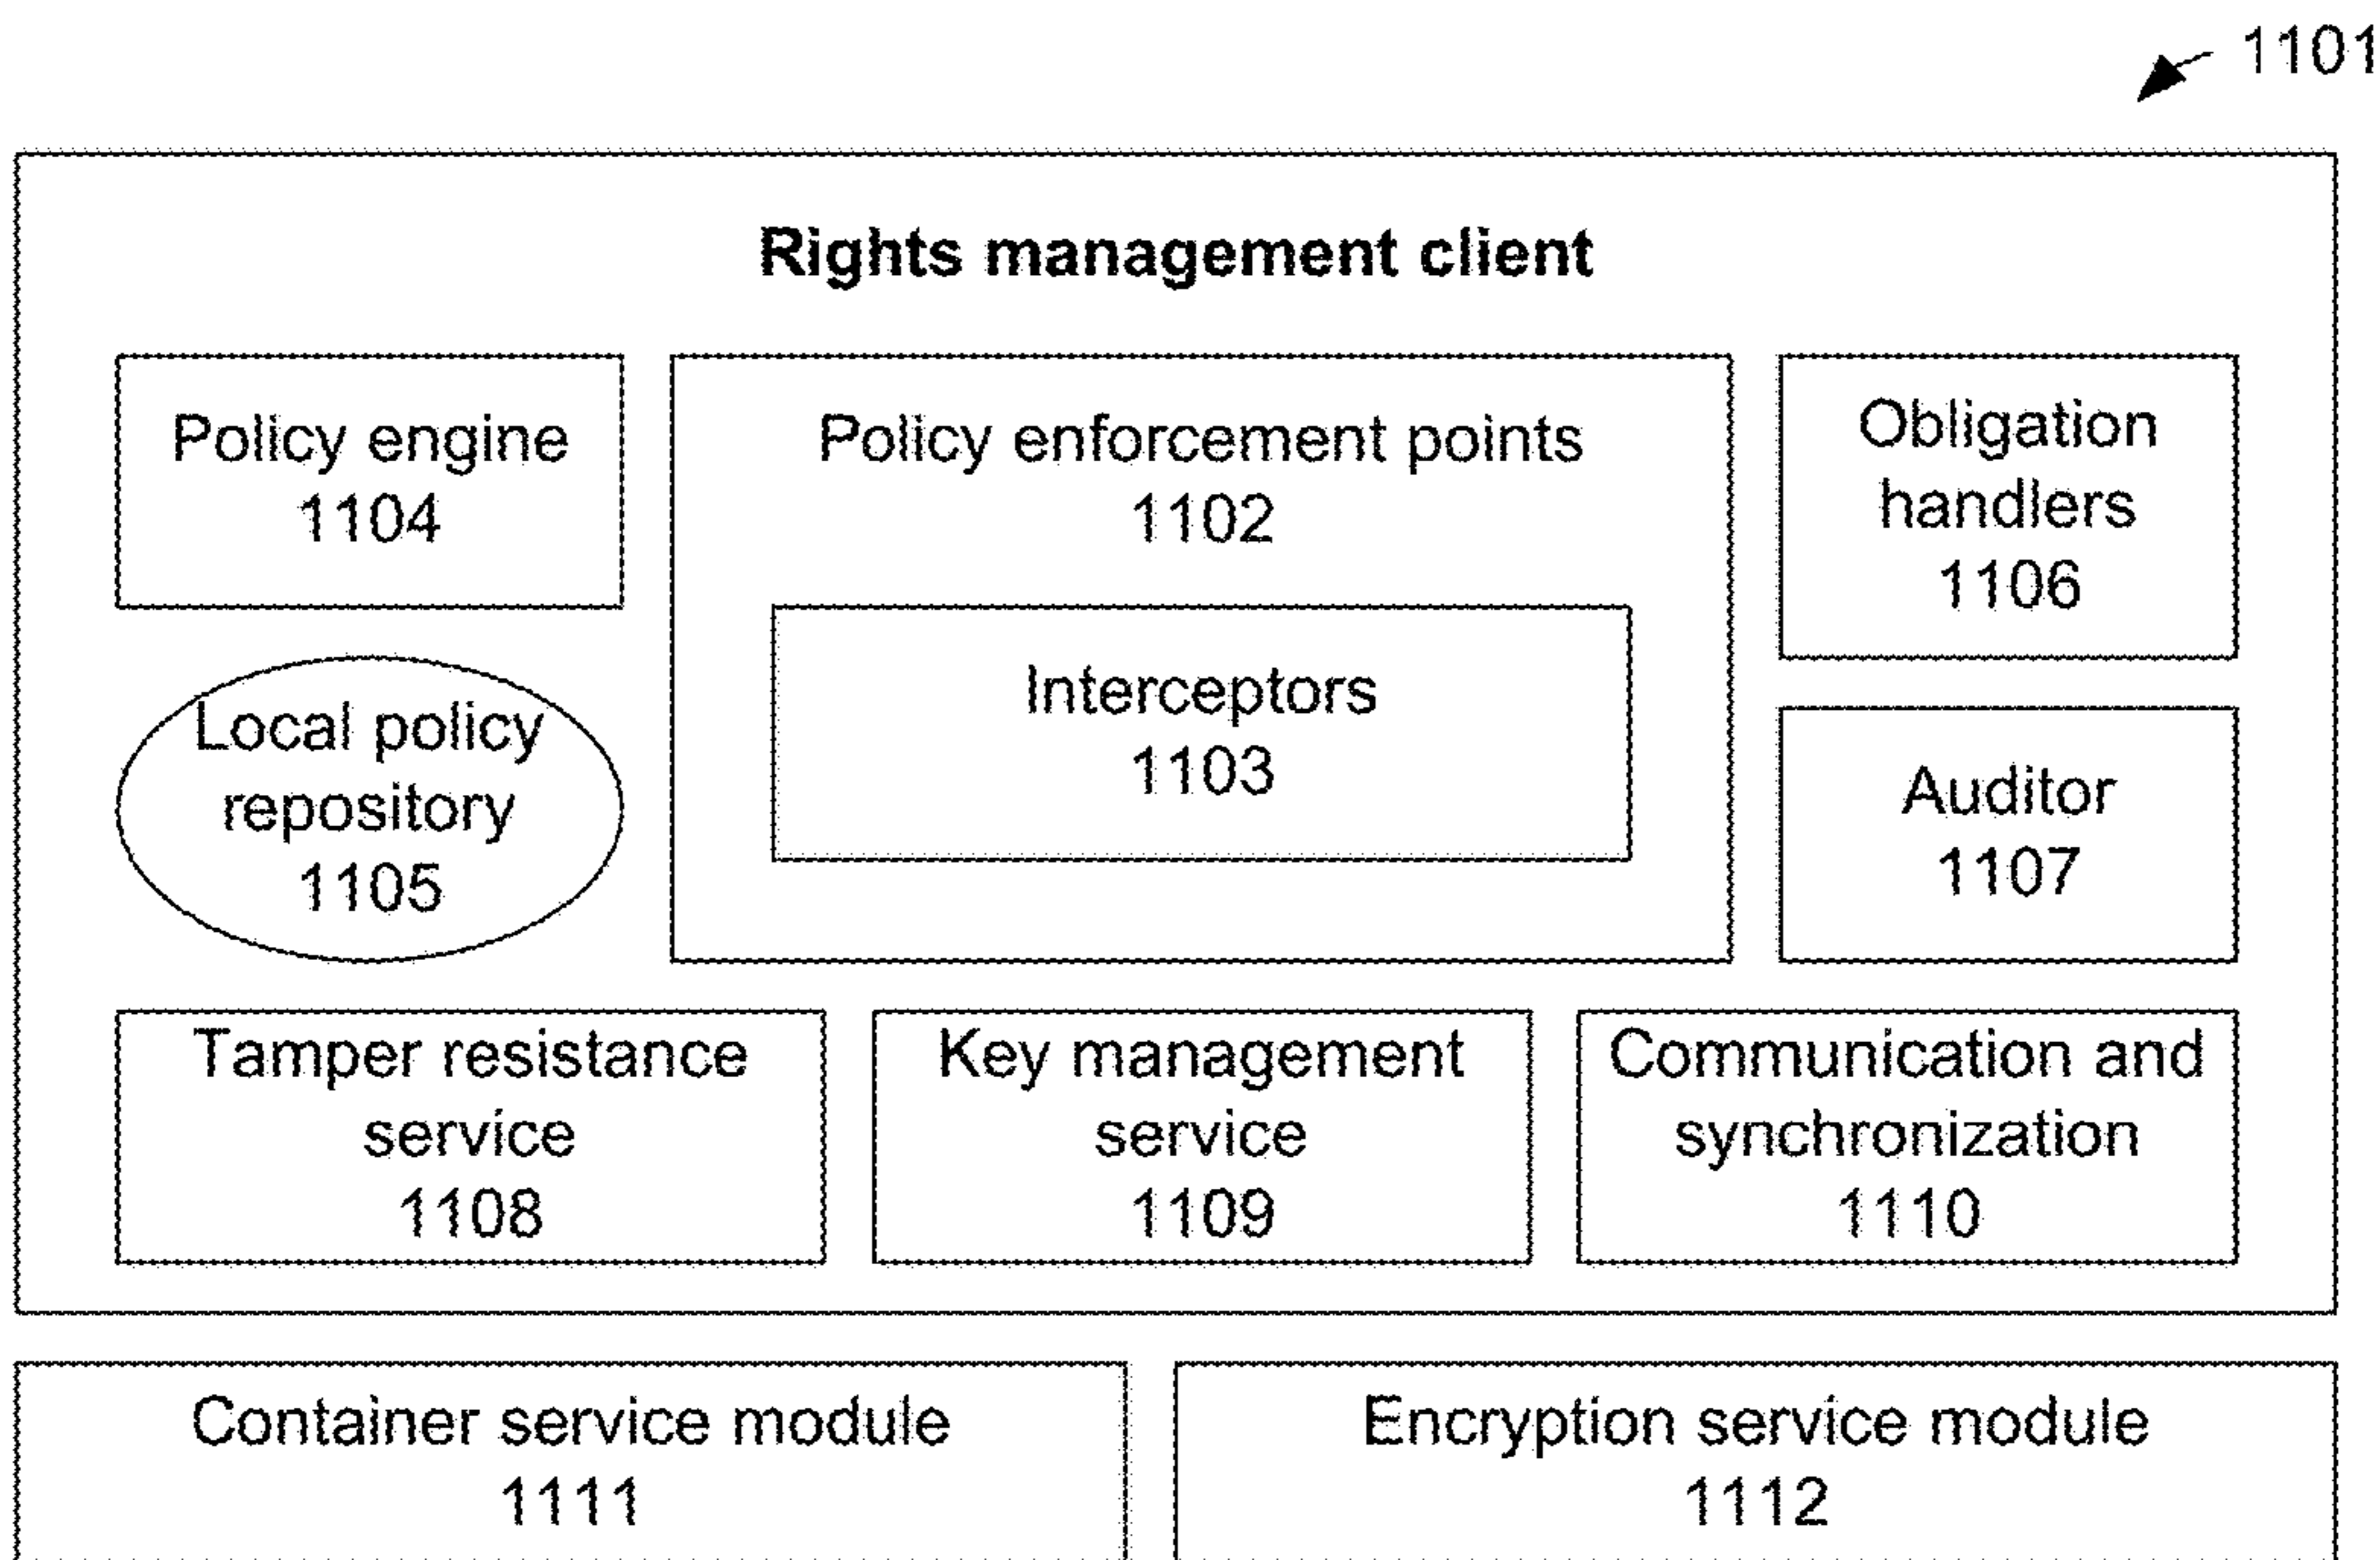 1101
Rights management client
Policy engine
1104
Policy enforcement points
1102
Obligation
handlers
1106
Interceptors
1103
Local policy
repository
1105
Auditor
1107
Tamper resistance
service
1108
Key management
service
1109
Communication and
synchronization
1110
Container service module
1111
Encryption service module
1112